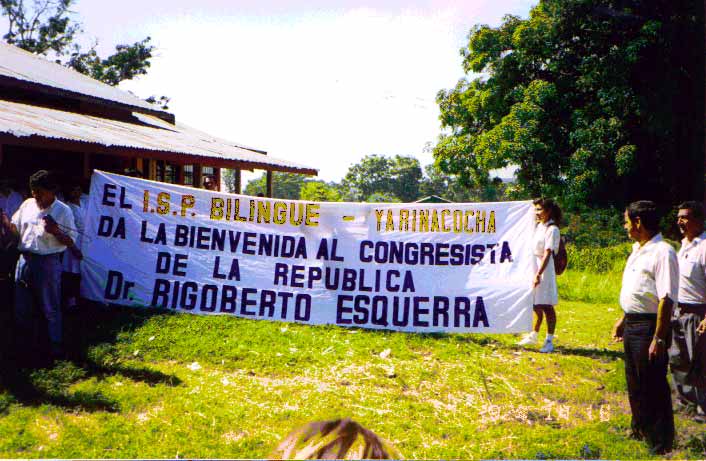 EL I.S.P. BILINGUE - YARINACOCHA
DA LA BIENVENIDA AL CONGRESISTA
DE LA REPUBLICA
Dr. RIGOBERTO ESQUERRA